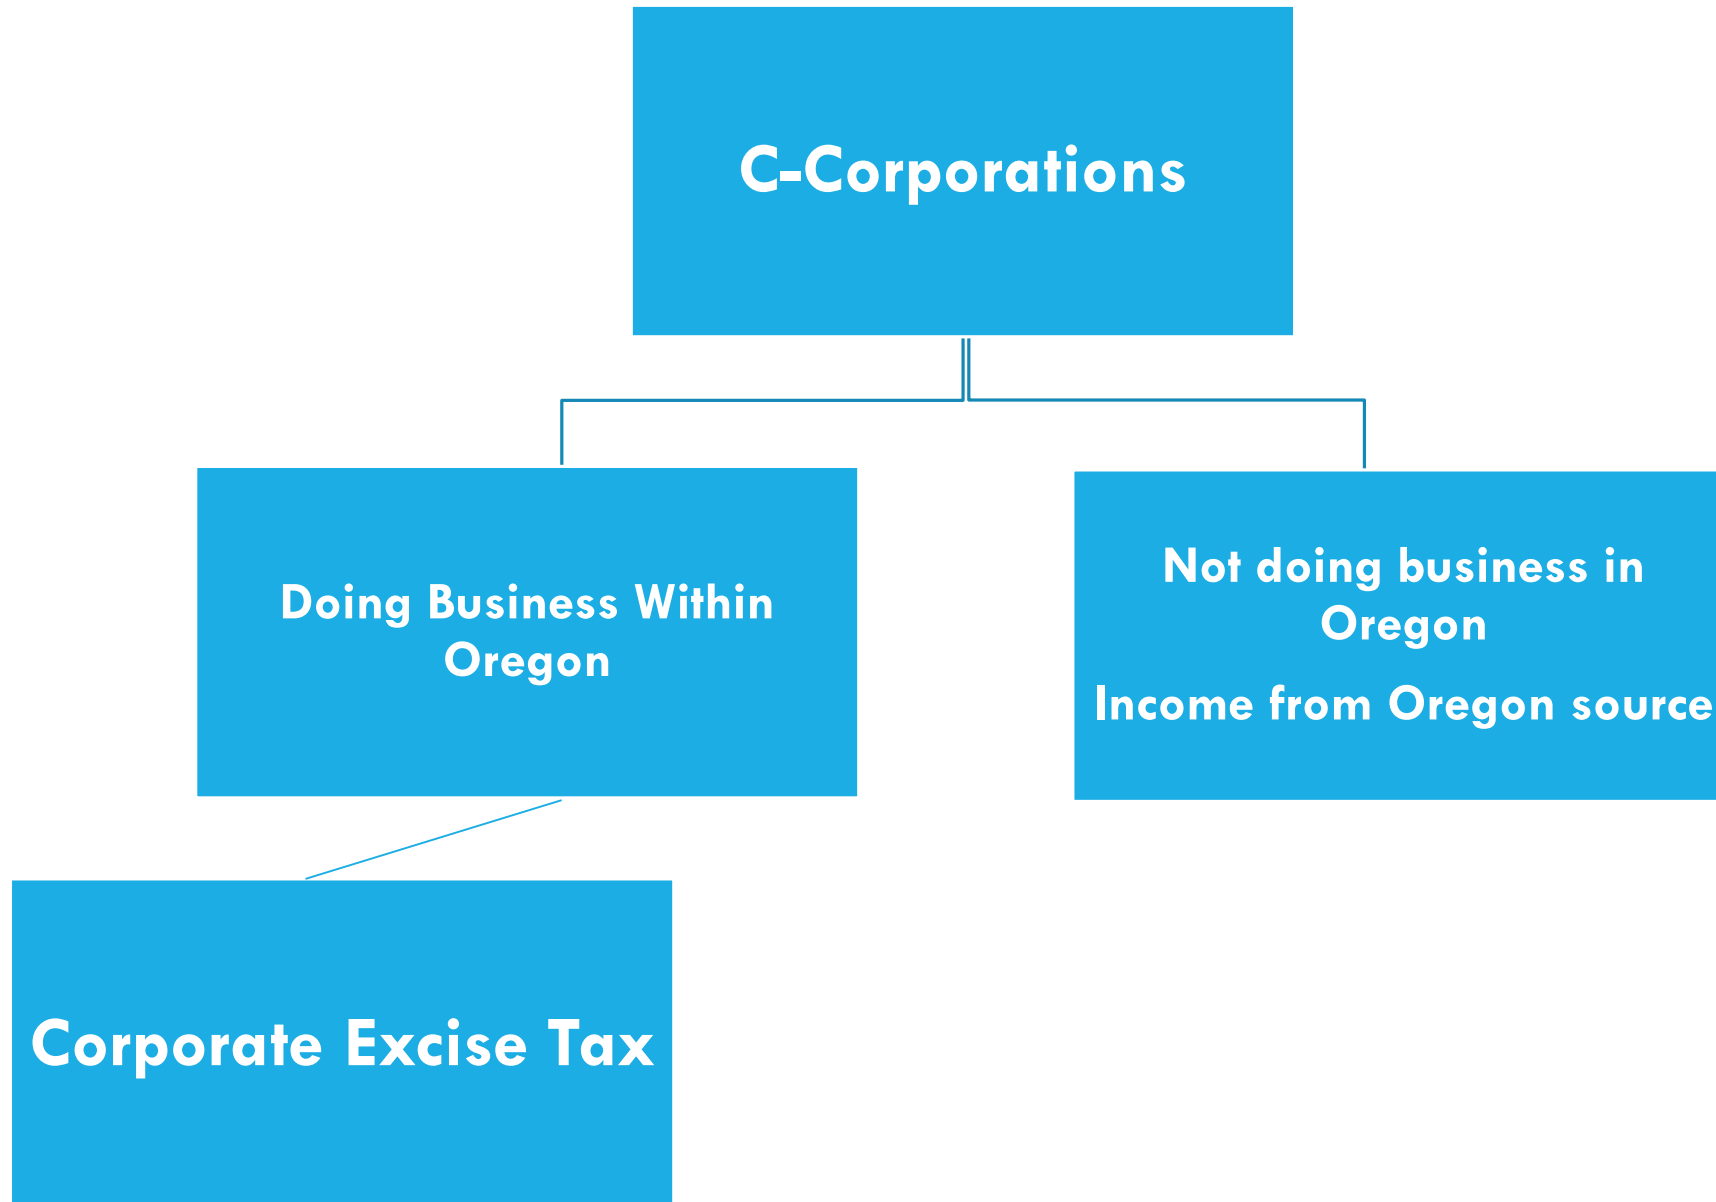 C-Corporations
Doing Business Within
Oregon
Not doing business in
Oregon
Income from Oregon source
Corporate Excise Tax